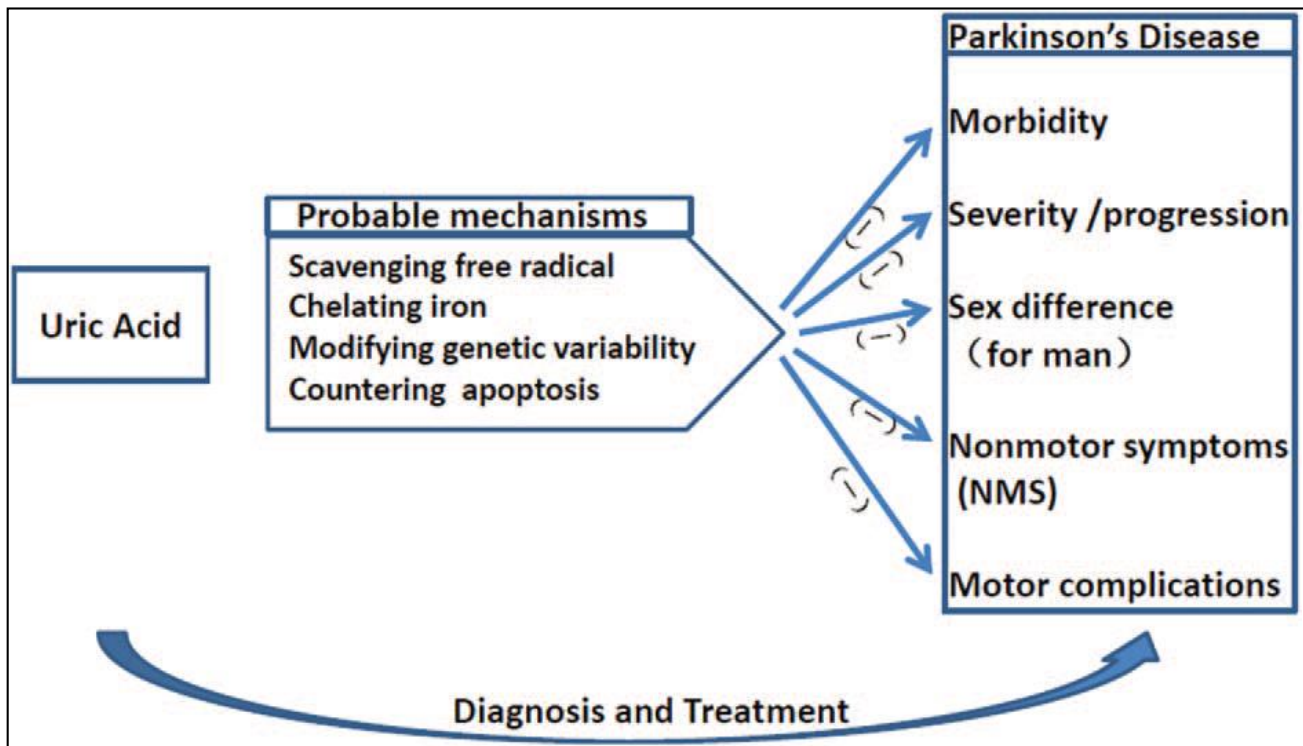 Uric Acid
Probable mechanisms
Scavenging free radical
Chelating iron
Modifying genetic variability
Countering apoptosis
(—)
(—)
(—)
(—)
(—)
Parkinson’s Disease
Morbidity
Severity /progression
Sex difference
（for man）
Nonmotor symptoms
(NMS)
Motor complications
Diagnosis and Treatment